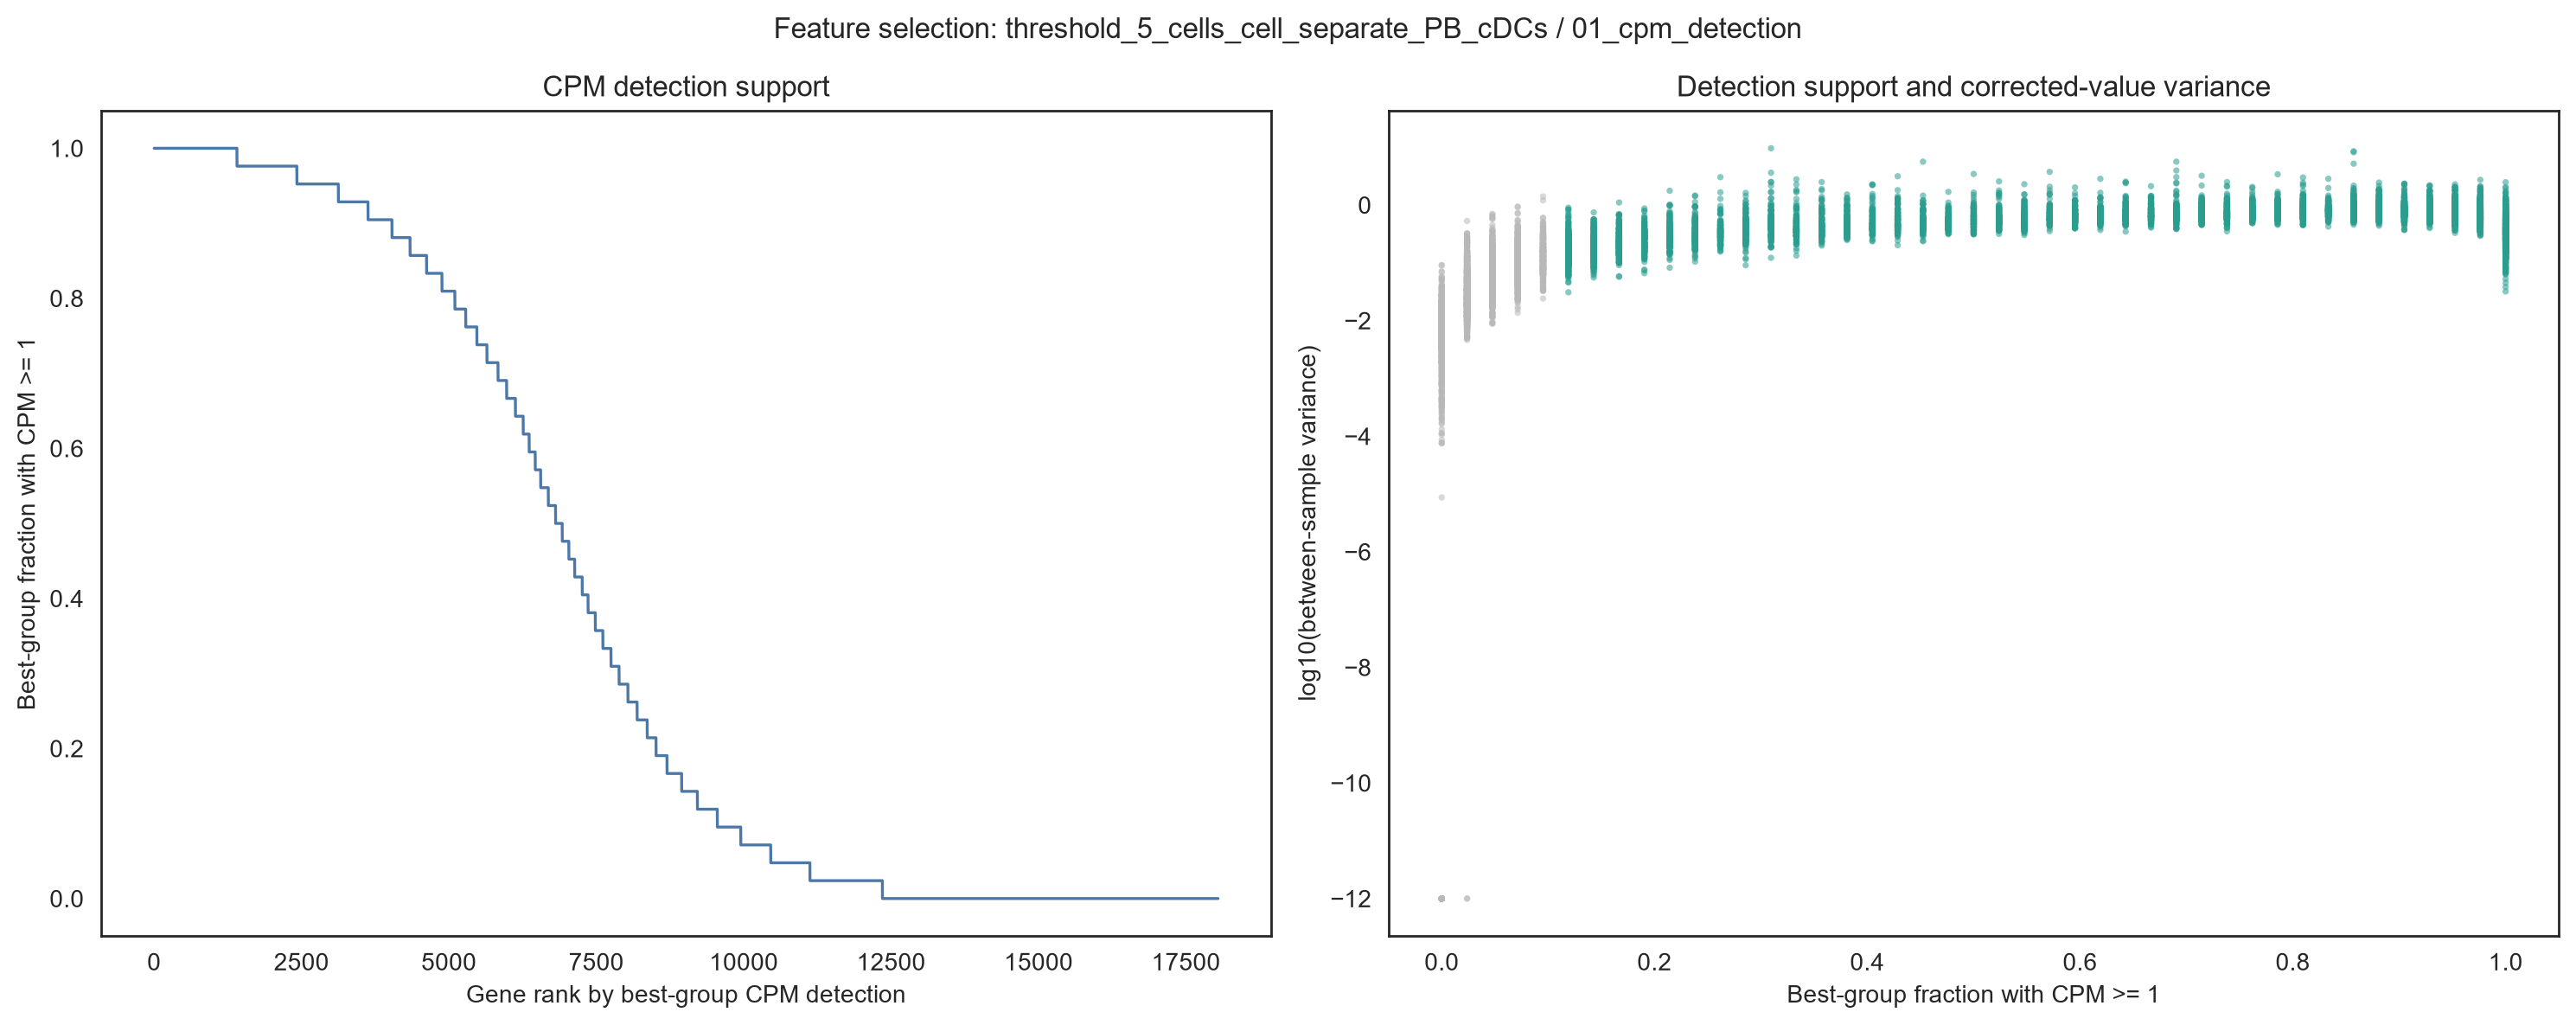 Feature selection: threshold_5_cells_cell_separate_PB_cDCs / 01_cpm_detection
CPM detection support
1.0
0.8
0.6
0.4
0.2
0.0
Best-group fraction with CPM >= 1
0 2500 5000 7500 10000 12500 15000 17500
Gene rank by best-group CPM detection
Detection support and corrected-value variance
0
−2
−4
−6
−8
−10
−12
log10(between-sample variance)
0.0 0.2 0.4 0.6 0.8 1.0
Best-group fraction with CPM >= 1